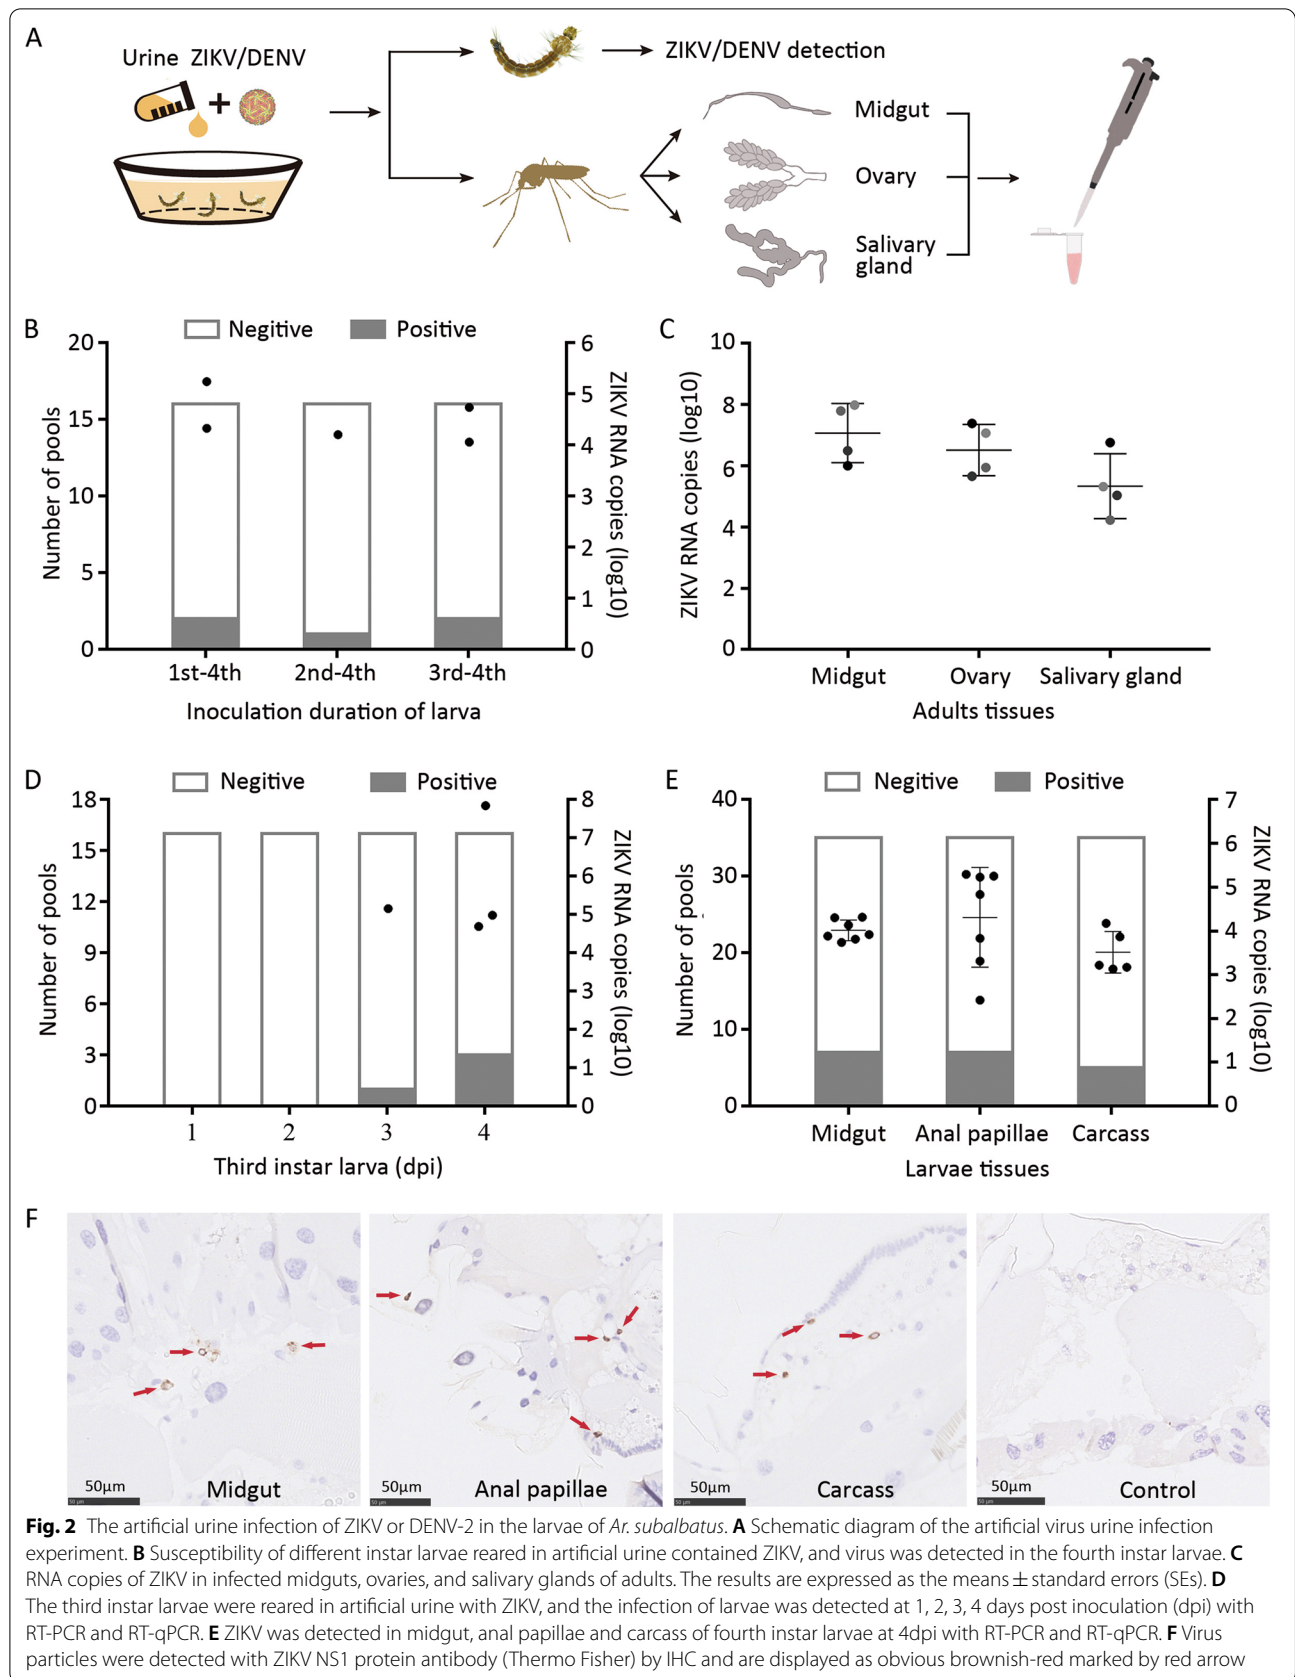 A
Urine ZIKV/DENV
ZIKV/DENV detection
Midgut
Ovary
Salivary
gland
B
Negitive
Positive
20
15
10
5
0
Number of pools
6
5
4
3
2
1
0
ZIKV RNA copies (log10)
1st-4th
2nd-4th
3rd-4th
Inoculation duration of larva
C
10
8
6
4
2
0
ZIKV RNA copies (log10)
Midgut
Ovary
Salivary gland
Adults tissues
D
Negitive
Positive
18
15
12
9
6
3
0
Number of pools
8
7
6
5
4
3
2
1
0
ZIKV RNA copies (log10)
1
2
3
4
Third instar larva (dpi)
E
Negative
Positive
40
30
20
10
0
Number of pools
7
6
5
4
3
2
1
0
ZIKV RNA copies (log10)
Midgut
Anal papillae
Carcass
Larvae tissues
F
50μm
50 μm
Midgut
50μm
50 μm
Anal papillae
50μm
50 μm
Carcass
50μm
50 μm
Control
Fig. 2 The artificial urine infection of ZIKV or DENV-2 in the larvae of Ar. subalbatus. A Schematic diagram of the artificial virus urine infection
experiment. B Susceptibility of different instar larvae reared in artificial urine contained ZIKV, and virus was detected in the fourth instar larvae. C
RNA copies of ZIKV in infected midguts, ovaries, and salivary glands of adults. The results are expressed as the means ± standard errors (SEs). D
The third instar larvae were reared in artificial urine with ZIKV, and the infection of larvae was detected at 1, 2, 3, 4 days post inoculation (dpi) with
RT-PCR and RT-qPCR. E ZIKV was detected in midgut, anal papillae and carcass of fourth instar larvae at 4dpi with RT-PCR and RT-qPCR. F Virus
particles were detected with ZIKV NS1 protein antibody (Thermo Fisher) by IHC and are displayed as obvious brownish-red marked by red arrow